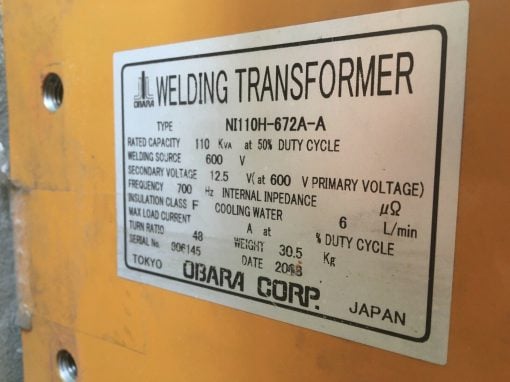 OBARA WELDING TRANSFORMER
TYPE NI110H-672A-A
RATED CAPACITY 110 KVA at 50% DUTY CYCLE
WELDING SOURCE 600 V
SECONDARY VOLTAGE 12.5 V( at 600 V PRIMARY VOLTAGE)
FREQUENCY 700 Hz INTERNAL INPEDANCE μΩ
INSULATION CLASS F COOLING WATER 6 L/min
MAX LOAD CURRENT A at % DUTY CYCLE
TURN RATIO 48 WEIGHT 30.5 Kg
SERIAL No. 906145 DATE
TOKYO OBARA CORP. JAPAN